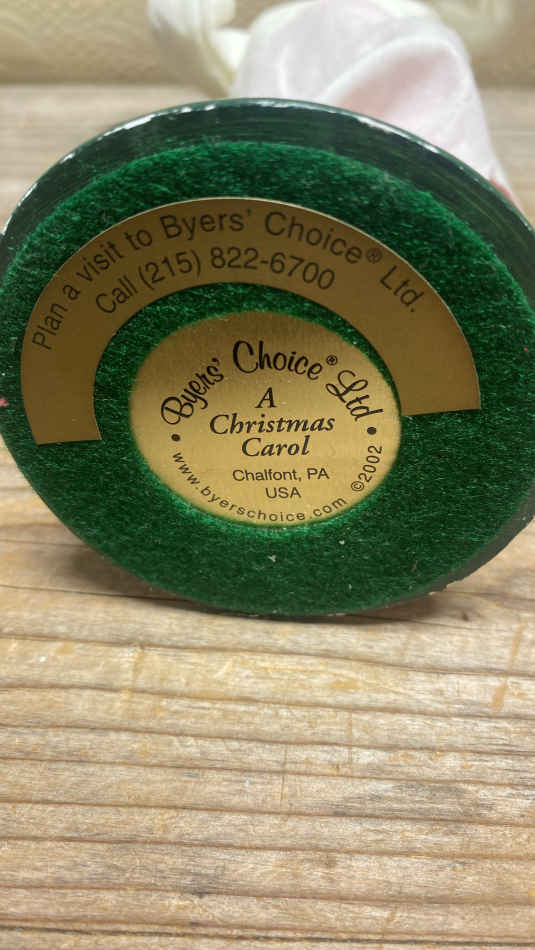 Plan a visit to Byers' Choice® Ltd.
Call (215) 822-6700
Byers' Choice® Ltd
A
Christmas
Carol
Chalfont, PA
USA
• www.byerschoice.com ©2002 •